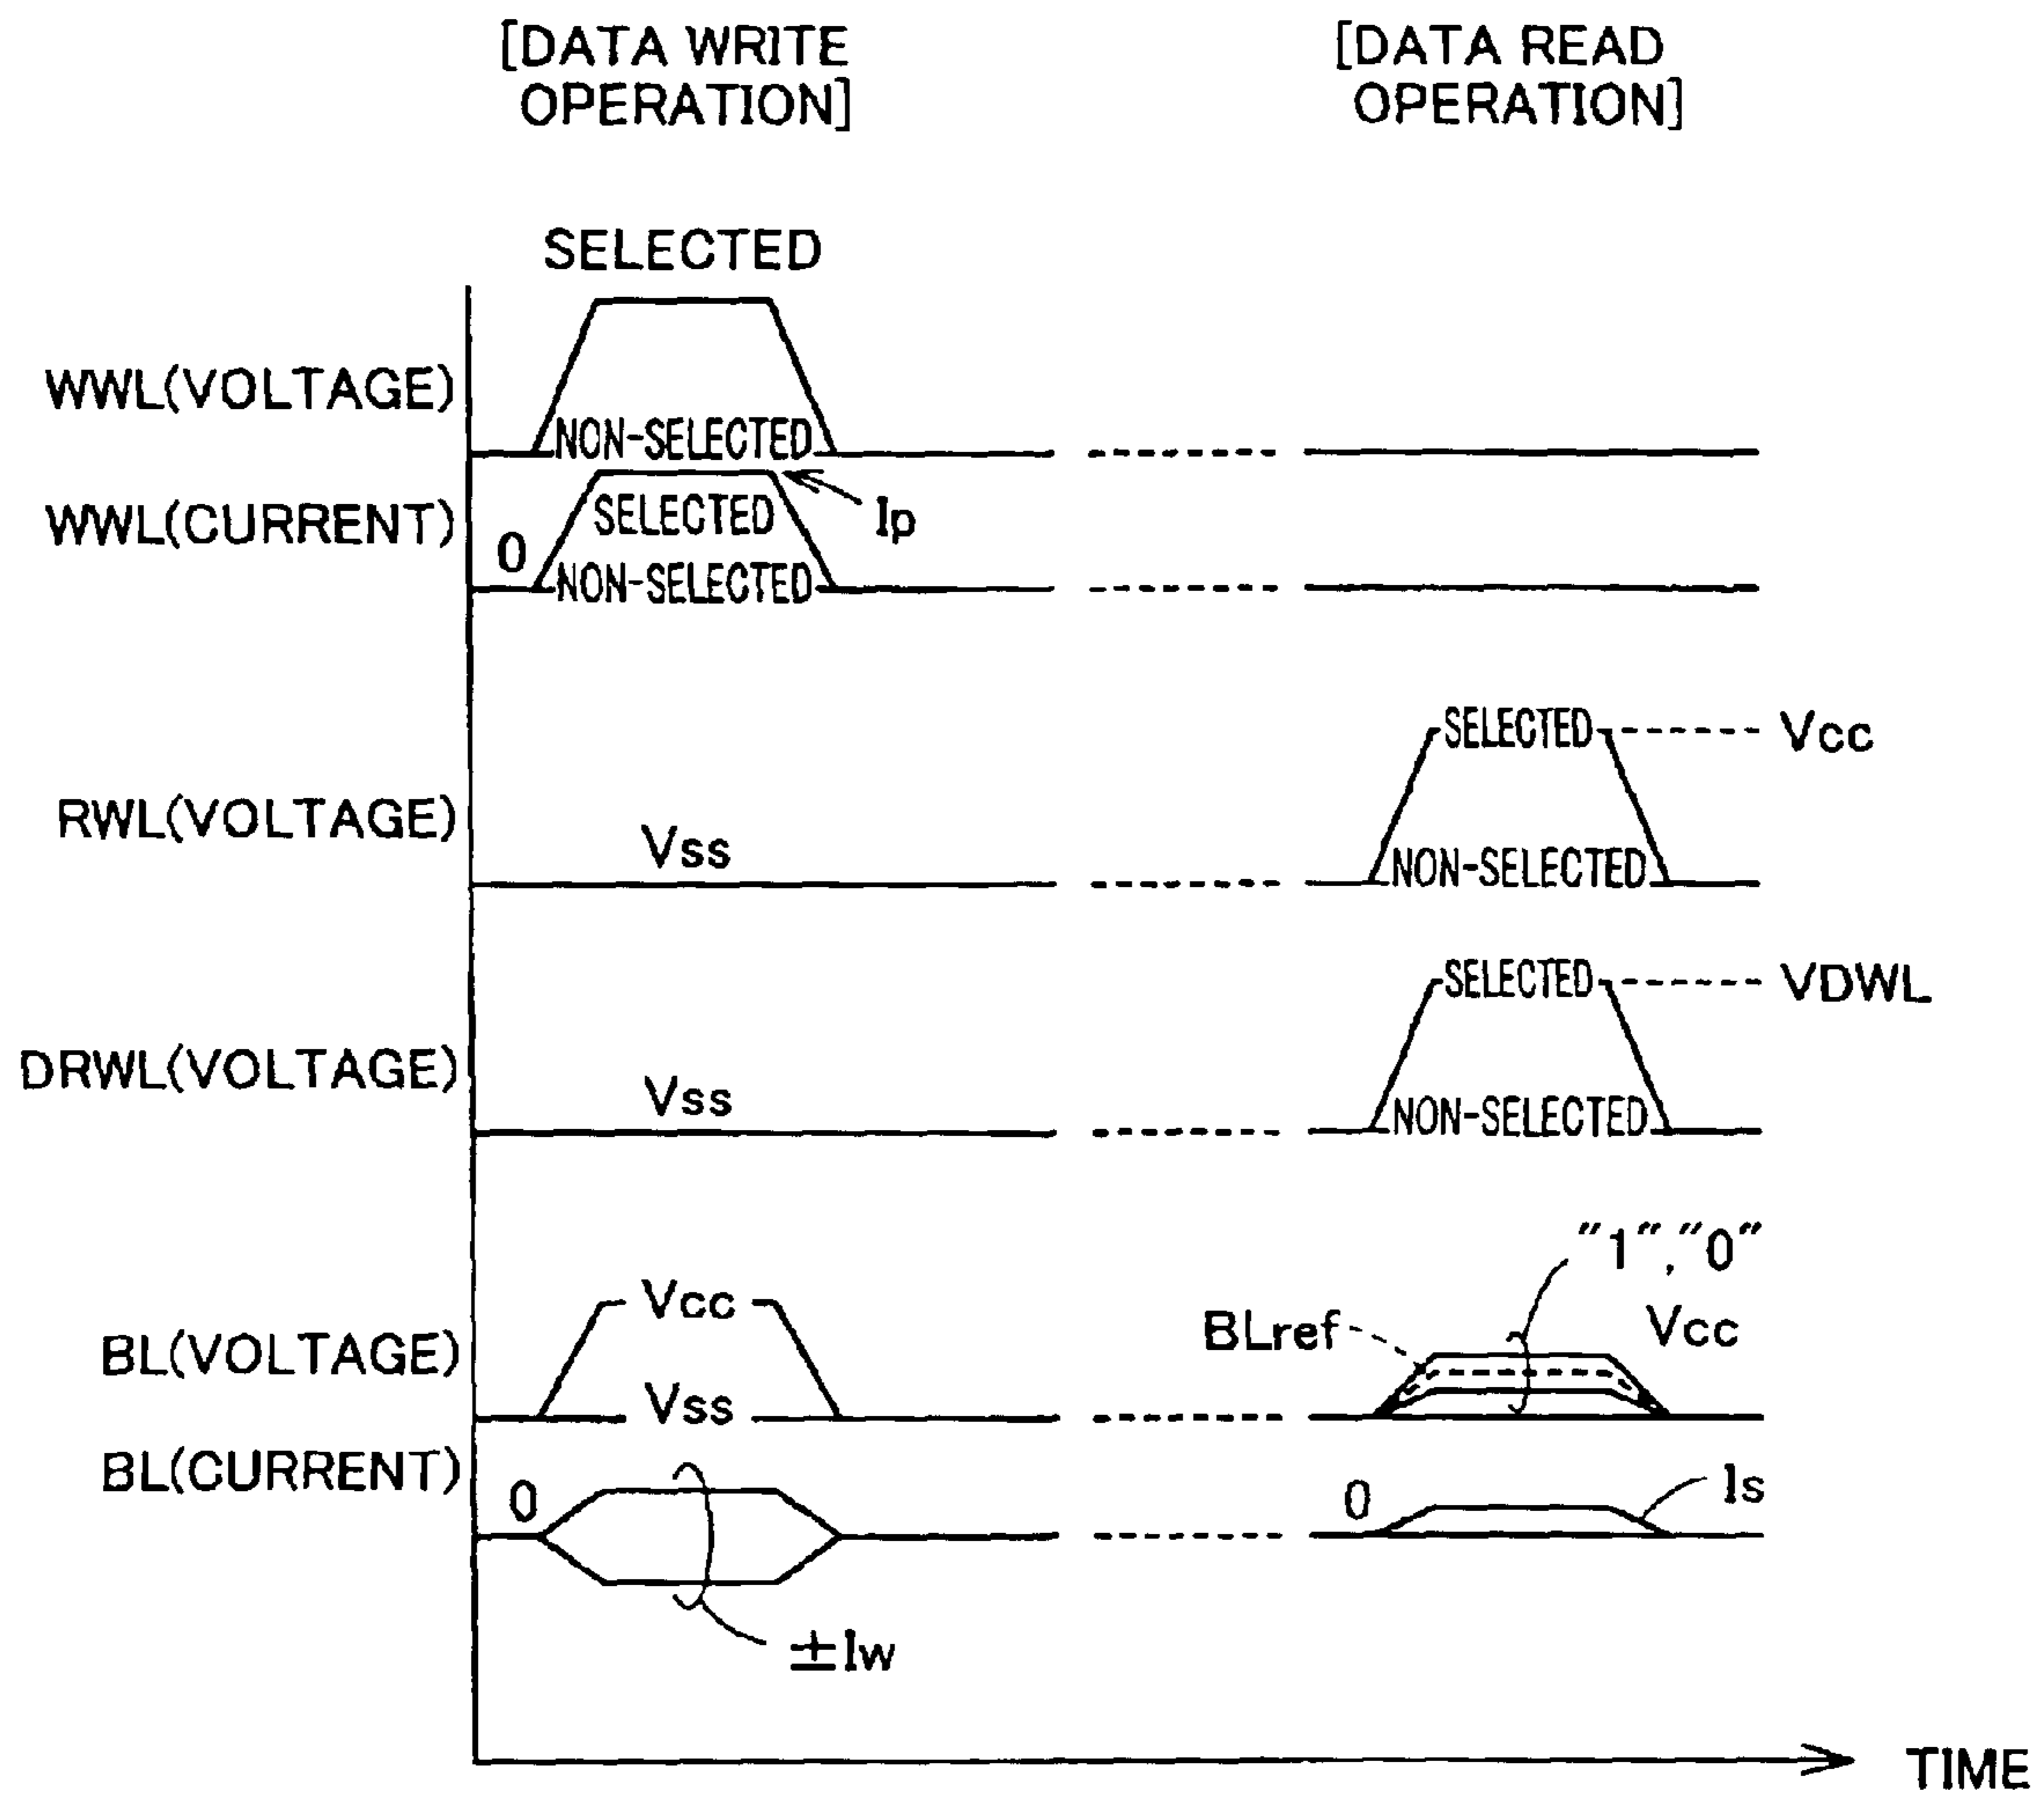 [DATA WRITE
OPERATION]
[DATA READ
OPERATION]
SELECTED
WWL(VOLTAGE)
NON-SELECTED
WWL(CURRENT)
0
SELECTED
Ip
NON-SELECTED
RWL(VOLTAGE)
Vss
SELECTED
Vcc
NON-SELECTED
DRWL(VOLTAGE)
Vss
SELECTED
VDWL
NON-SELECTED
BL(VOLTAGE)
Vcc
Vss
"1","0"
BLref
Vcc
BL(CURRENT)
0
±Iw
0
Is
TIME